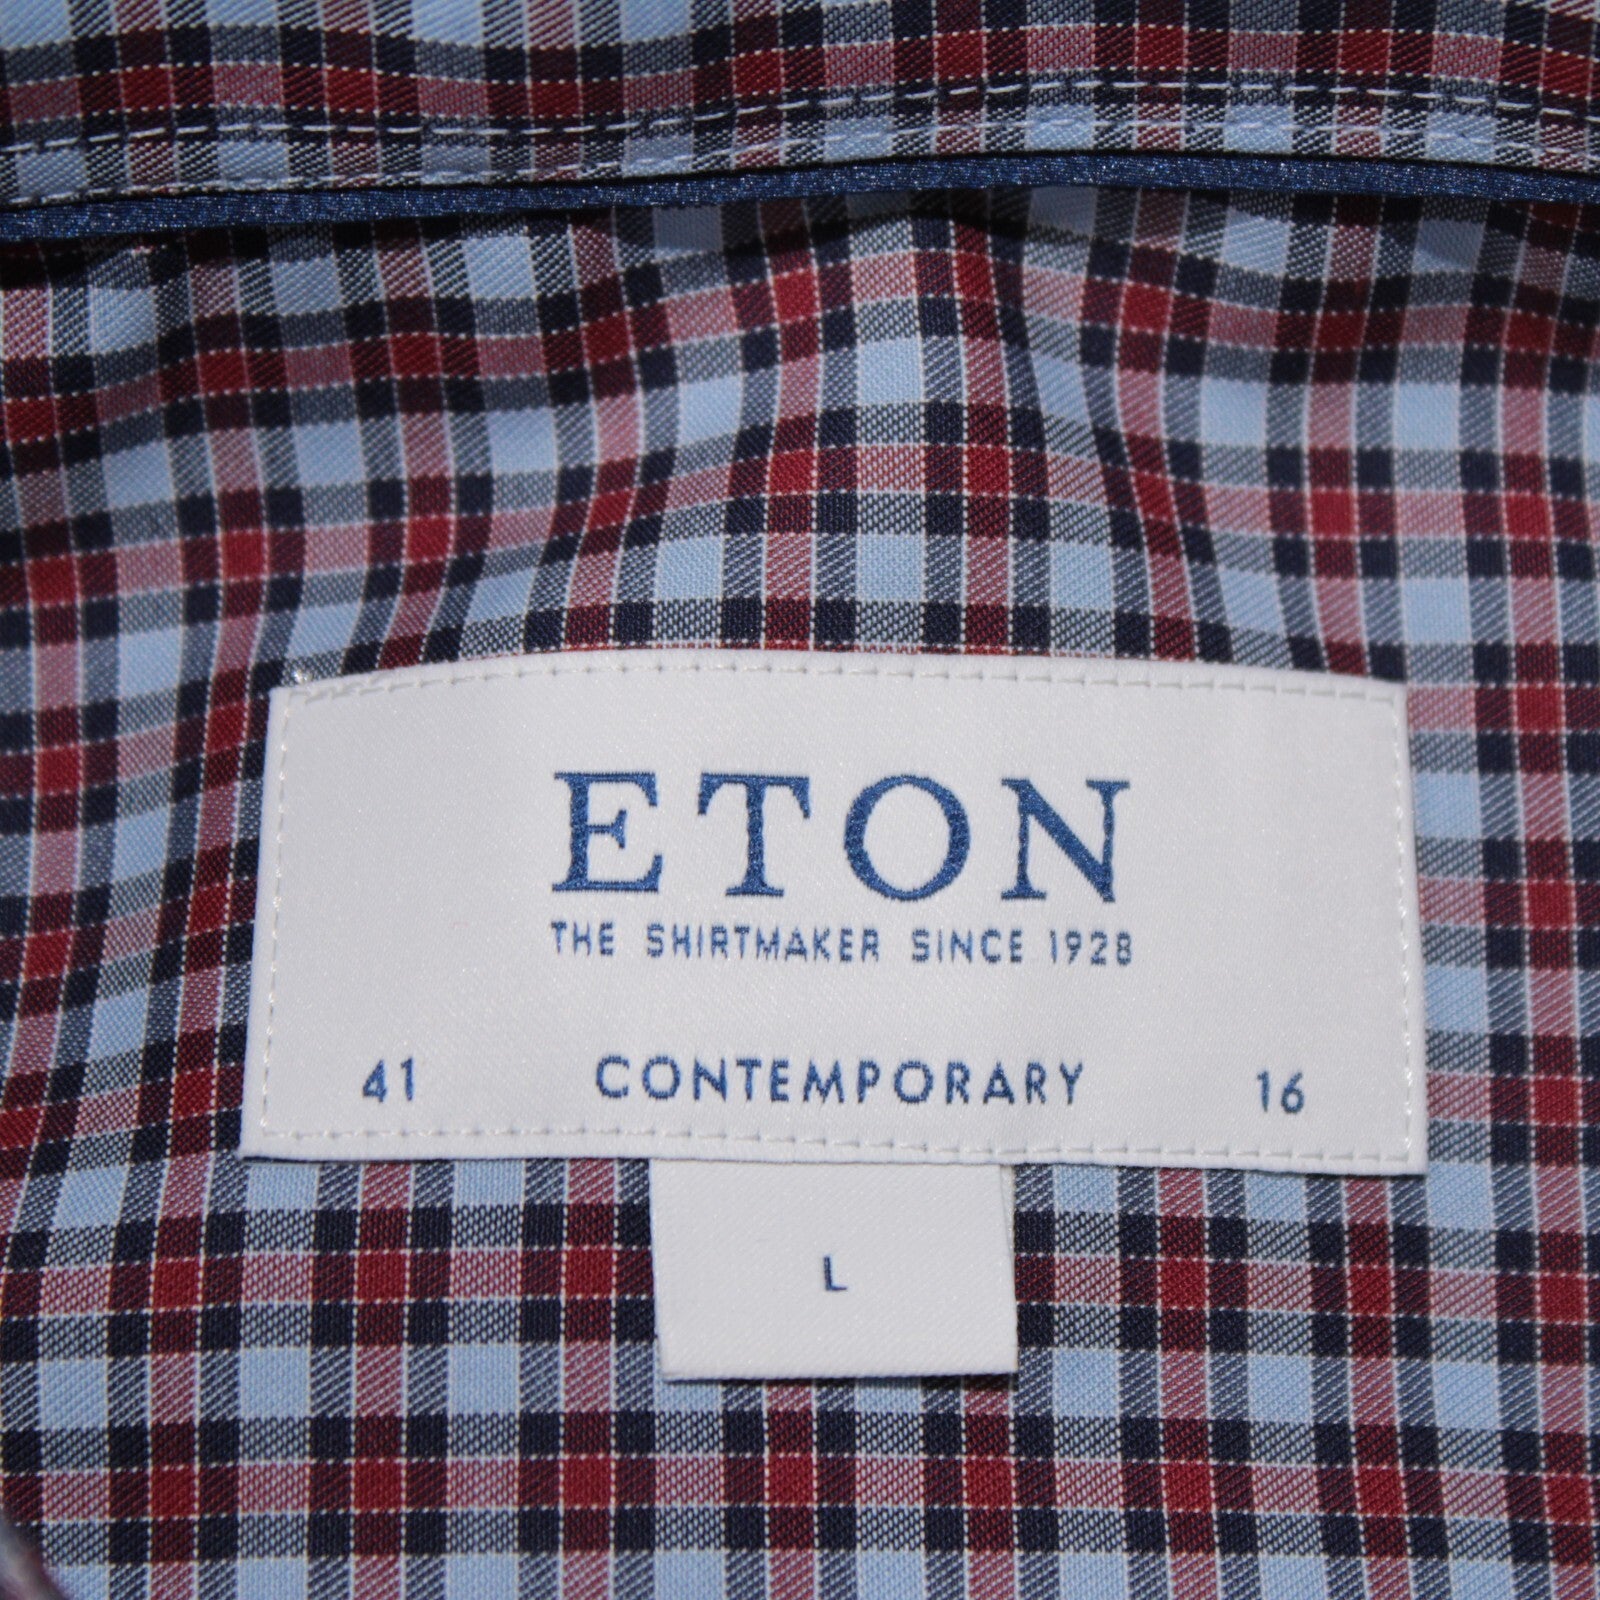 ETON
THE SHIRTMAKER SINCE 1928
41 CONTEMPORARY 16
L